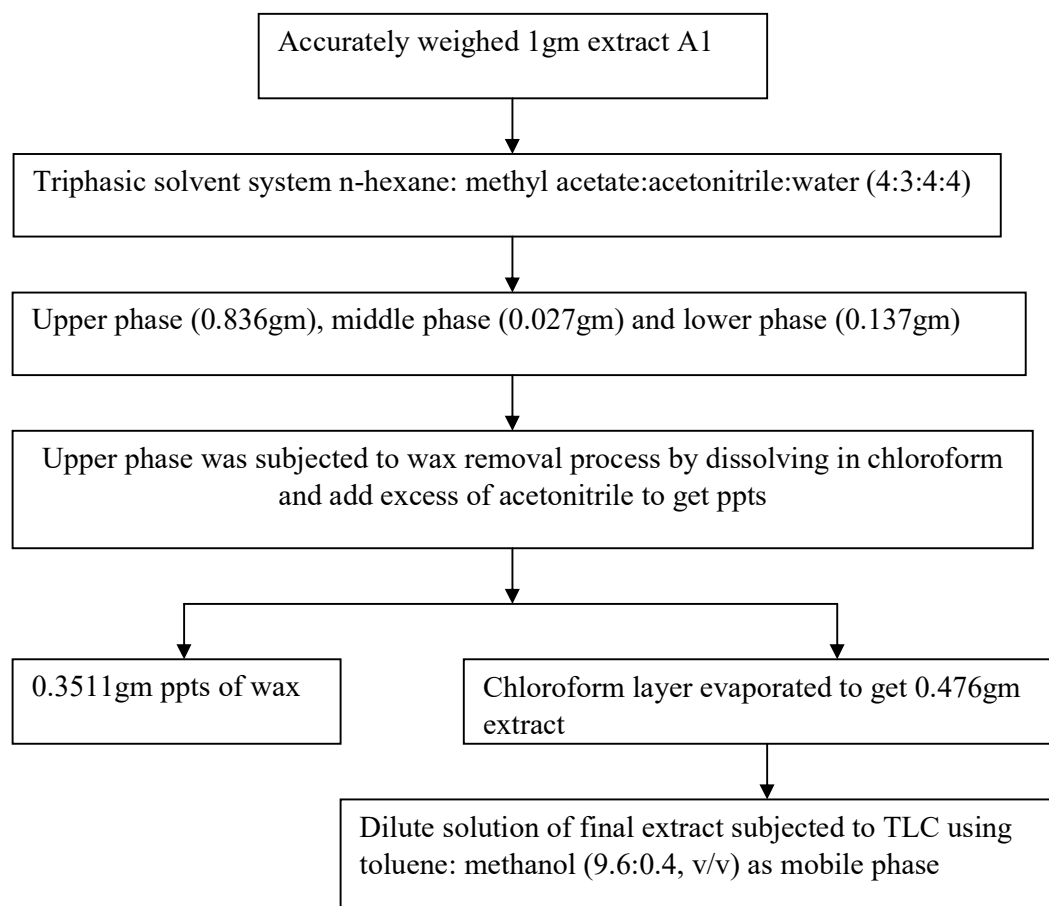 Accurately weighed 1gm extract A1
Triphasic solvent system n-hexane: methyl acetate:acetonitrile:water (4:3:4:4)
Upper phase (0.836gm), middle phase (0.027gm) and lower phase (0.137gm)
Upper phase was subjected to wax removal process by dissolving in chloroform
and add excess of acetonitrile to get ppts
0.3511gm ppts of wax
Chloroform layer evaporated to get 0.476gm
extract
Dilute solution of final extract subjected to TLC using
toluene: methanol (9.6:0.4, v/v) as mobile phase